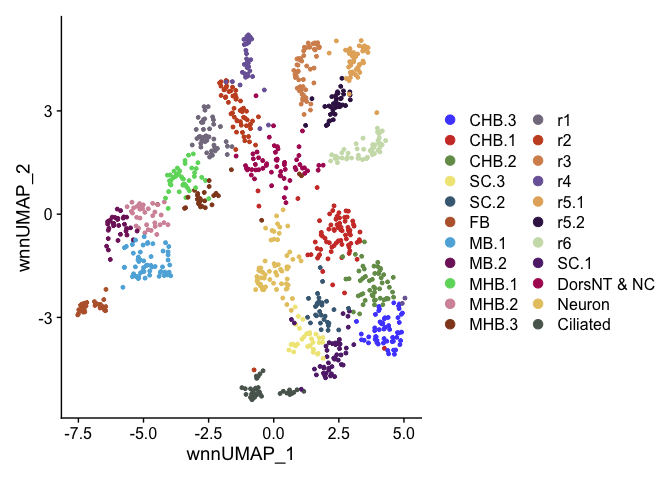 wnnUMAP_2
3
0
-3
-7.5
-5.0
-2.5
0.0
2.5
5.0
wnnUMAP_1
CHB.3
CHB.1
CHB.2
SC.3
SC.2
FB
MB.1
MB.2
MHB.1
MHB.2
MHB.3
r1
r2
r3
r4
r5.1
r5.2
r6
SC.1
DorsNT & NC
Neuron
Ciliated